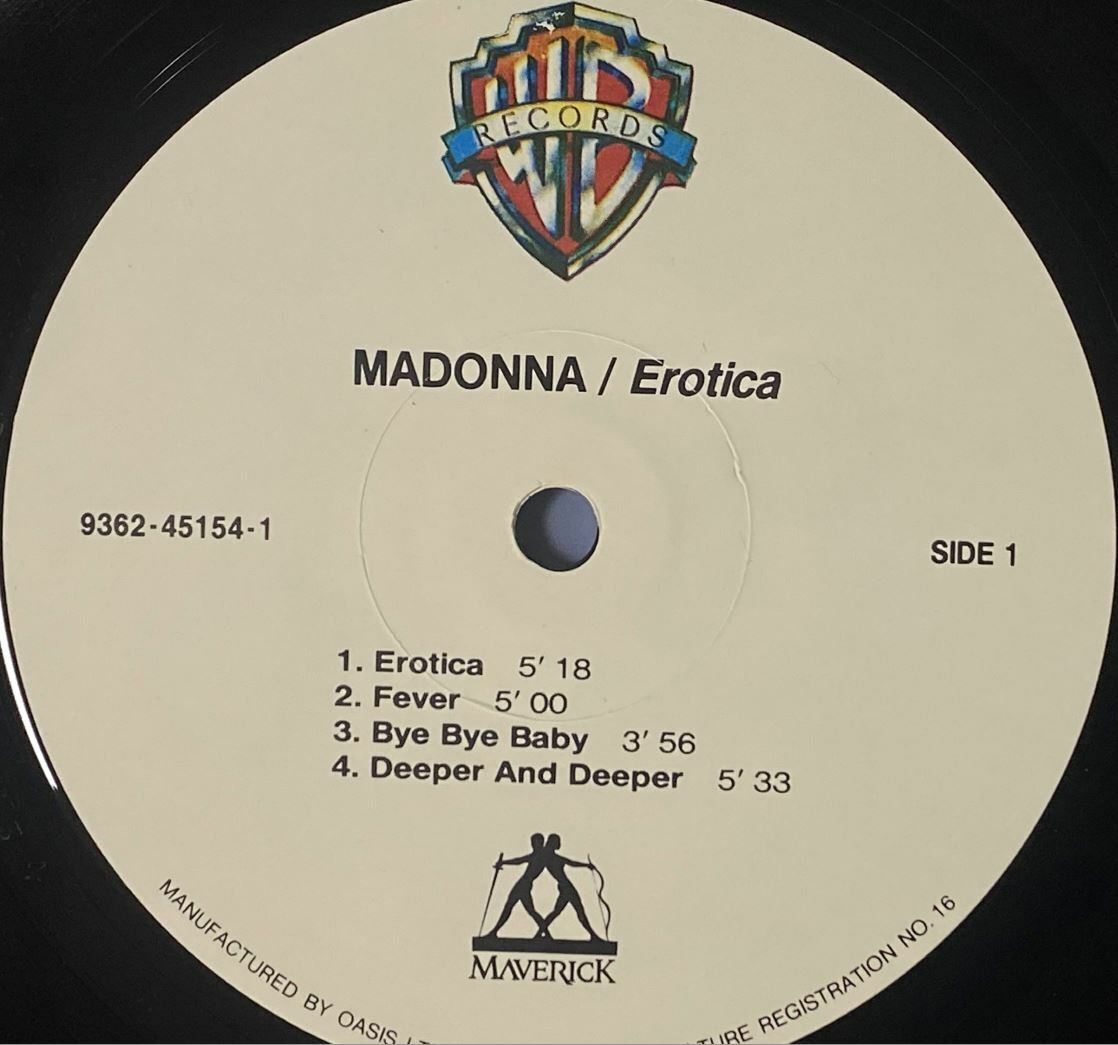 RECORDS
MADONNA / Erotica
9362-45154-1
SIDE 1
1. Erotica 5' 18
2. Fever 5' 00
3. Bye Bye Baby 3' 56
4. Deeper And Deeper 5' 33
MAVERICK
MANUFACTURED BY OASIS
REGISTRATION NO. 16